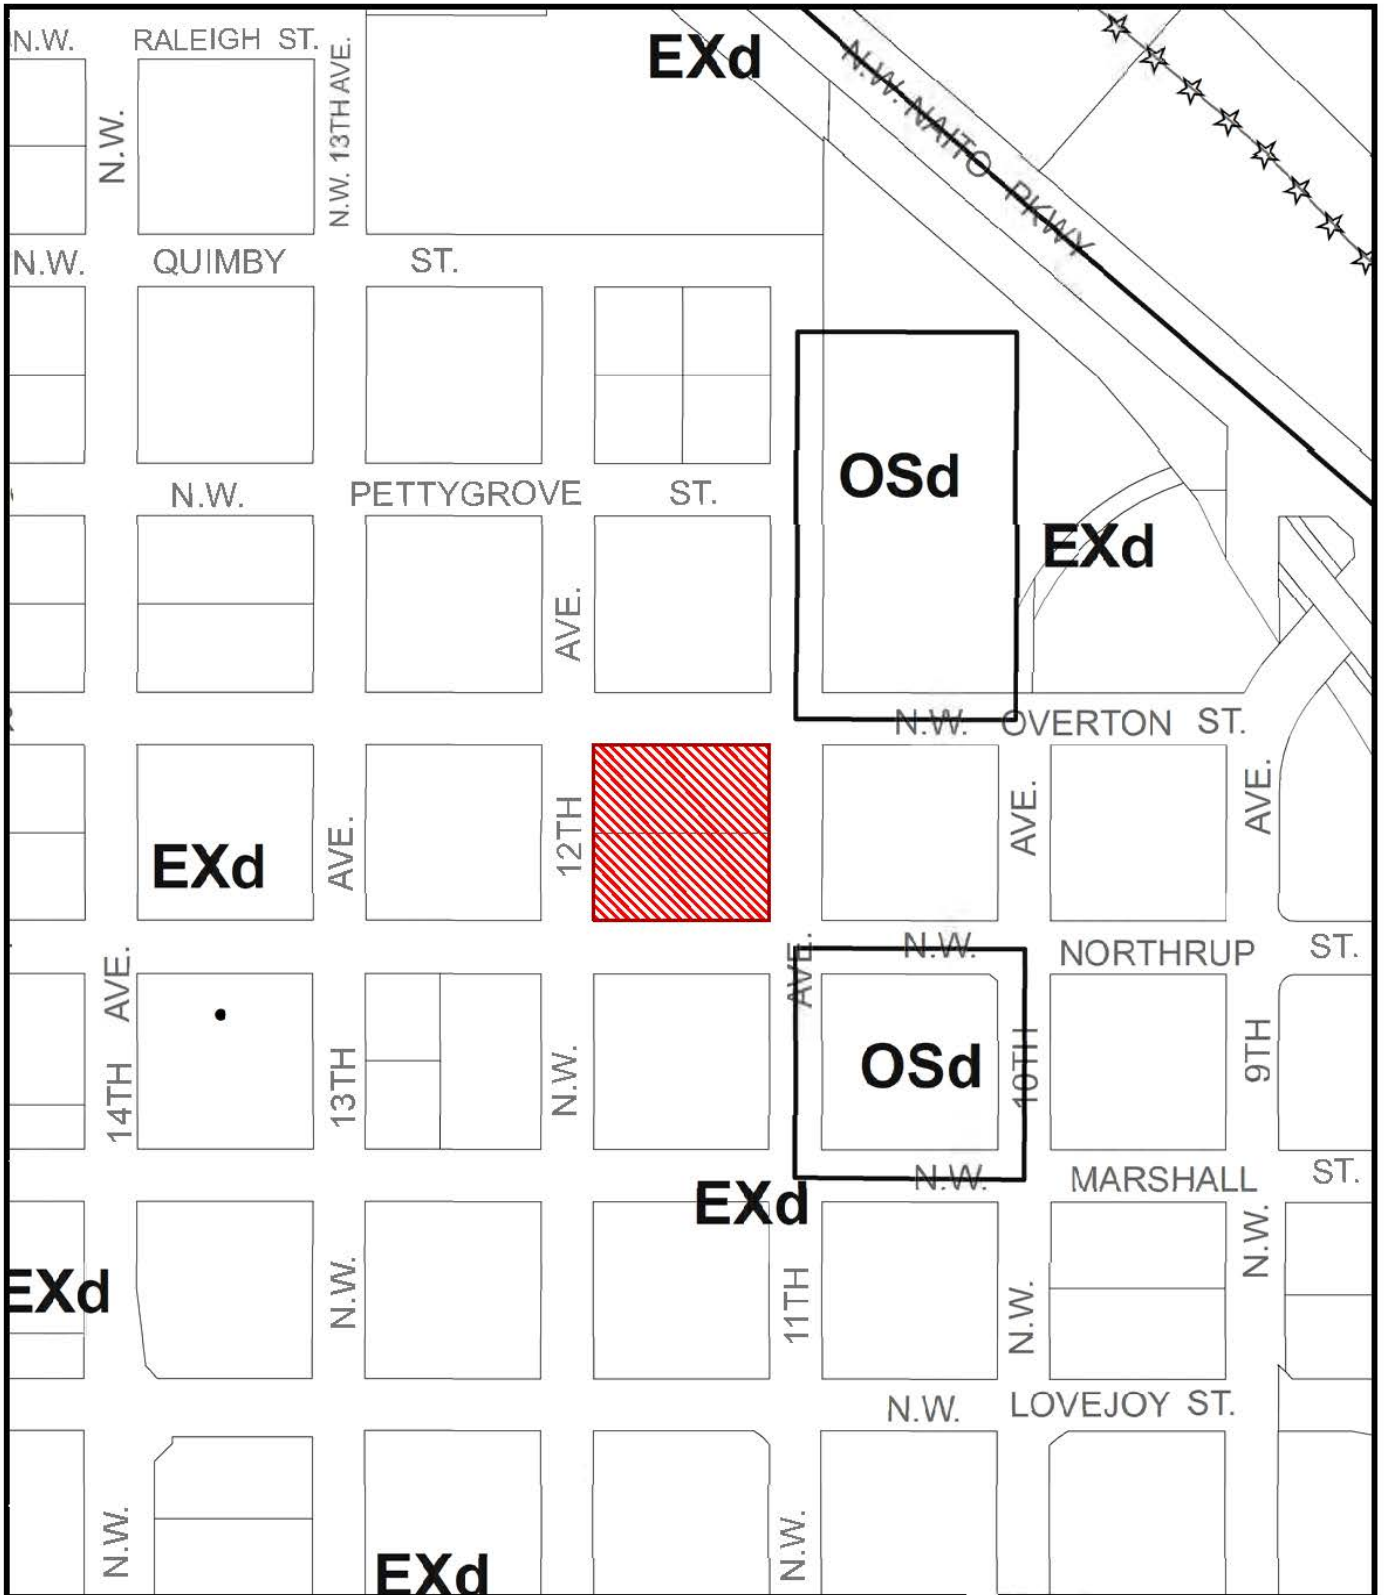 N.W. RALEIGH ST.
EXd
N.W. NAITO PKWY
N.W.
N.W. 13TH AVE.
N.W. QUIMBY ST.
OSd
N.W. PETTYGROVE ST.
EXd
AVE.
N.W. OVERTON ST.
12TH
AVE.
AVE.
AVE.
EXd
N.W. NORTHRUP ST.
AVE.
14TH AVE.
13TH
N.W.
OSd
10TH
9TH
N.W. MARSHALL ST.
EXd
EXd
N.W.
11TH
N.W.
N.W.
N.W. LOVEJOY ST.
N.W.
EXd
N.W.